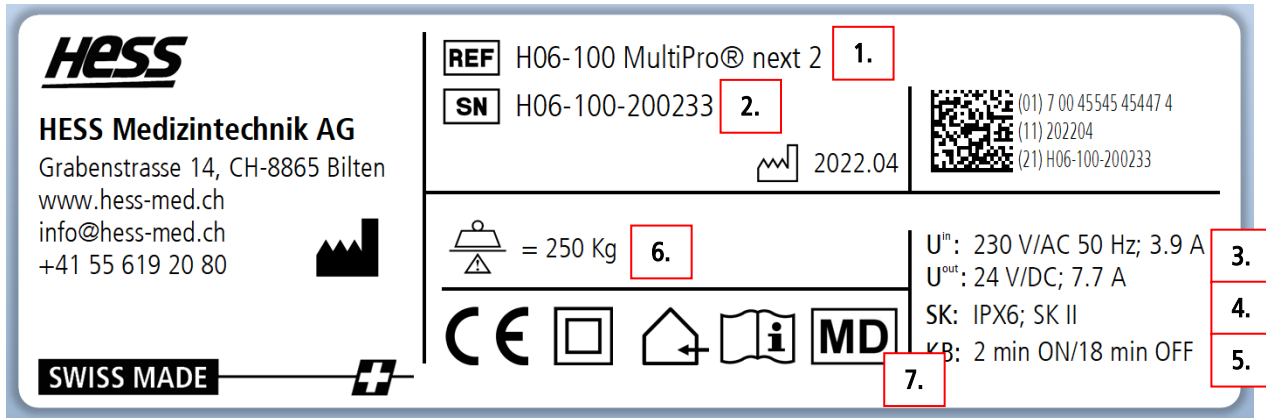 Hess
HESS Medizintechnik AG
Grabenstrasse 14, CH-8865 Bilten
www.hess-med.ch
info@hess-med.ch
+41 55 619 20 80
SWISS MADE
REF H06-100 MultiPro® next 2 1.
SN H06-100-200233 2.
2022.04
(01) 7 00 45545 45447 4
(11) 202204
(21) H06-100-200233
= 250 Kg 6.
CE i MD 7.
Uin: 230 V/AC 50 Hz; 3.9 A 3.
Uout: 24 V/DC; 7.7 A
SK: IPX6; SK II 4.
KB: 2 min ON/18 min OFF 5.